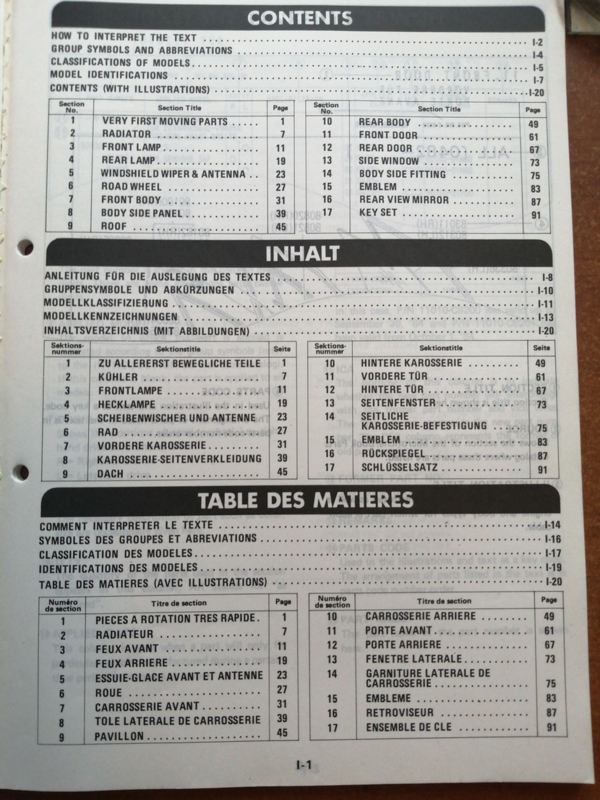 CONTENTS
HOW TO INTERPRET THE TEXT I-2
GROUP SYMBOLS AND ABBREVIATIONS I-4
CLASSIFICATIONS OF MODELS I-5
MODEL IDENTIFICATIONS I-7
CONTENTS (WITH ILLUSTRATIONS) I-20
Section No. Section Title Page
1 VERY FIRST MOVING PARTS 1
2 RADIATOR 7
3 FRONT LAMP 11
4 REAR LAMP 19
5 WINDSHIELD WIPER & ANTENNA 23
6 ROAD WHEEL 27
7 FRONT BODY 31
8 BODY SIDE PANEL 39
9 ROOF 45
Section No. Section Title Page
10 REAR BODY 49
11 FRONT DOOR 61
12 REAR DOOR 67
13 SIDE WINDOW 73
14 BODY SIDE FITTING 75
15 EMBLEM 83
16 REAR VIEW MIRROR 87
17 KEY SET 91
INHALT
ANLEITUNG FÜR DIE AUSLEGUNG DES TEXTES I-8
GRUPPENSYMBOLE UND ABKÜRZUNGEN I-10
MODELLKLASSIFIZIERUNG I-11
MODELLKENNZEICHNUNGEN I-13
INHALTSVERZEICHNIS (MIT ABBILDUNGEN) I-20
Sektions-nummer Sektionstitle Seite
1 ZU ALLERERST BEWEGLICHE TEILE 1
2 KÜHLER 7
3 FRONTLAMPE 11
4 HECKLAMPE 19
5 SCHEIBENWISCHER UND ANTENNE 23
6 RAD 27
7 VORDERE KAROSSERIE 31
8 KAROSSERIE-SEITENVERKLEIDUNG 39
9 DACH 45
Sektions-nummer Sektionstitle Seite
10 HINTERE KAROSSERIE 49
11 VORDERE TÜR 61
12 HINTERE TÜR 67
13 SEITENFENSTER 73
14 SEITLICHE
KAROSSERIE-BEFESTIGUNG 75
15 EMBLEM 83
16 RÜCKSPIEGEL 87
17 SCHLÜSSELSATZ 91
TABLE DES MATIERES
COMMENT INTERPRETER LE TEXTE I-14
SYMBOLES DES GROUPES ET ABREVIATIONS I-16
CLASSIFICATION DES MODELES I-17
IDENTIFICATIONS DES MODELES I-19
TABLE DES MATIERES (AVEC ILLUSTRATIONS) I-20
Numéro de section Titre de section Page
1 PIECES A ROTATION TRES RAPIDE. 1
2 RADIATEUR 7
3 FEUX AVANT 11
4 FEUX ARRIERE 19
5 ESSUIE-GLACE AVANT ET ANTENNE 23
6 ROUE 27
7 CARROSSERIE AVANT 31
8 TOLE LATERALE DE CARROSSERIE 39
9 PAVILLON 45
Numéro de section Titre de section Page
10 CARROSSERIE ARRIERE 49
11 PORTE AVANT 61
12 PORTE ARRIERE 67
13 FENETRE LATERALE 73
14 GARNITURE LATERALE DE
CARROSSERIE 75
15 EMBLEME 83
16 RETROVISEUR 87
17 ENSEMBLE DE CLE 91
I-1